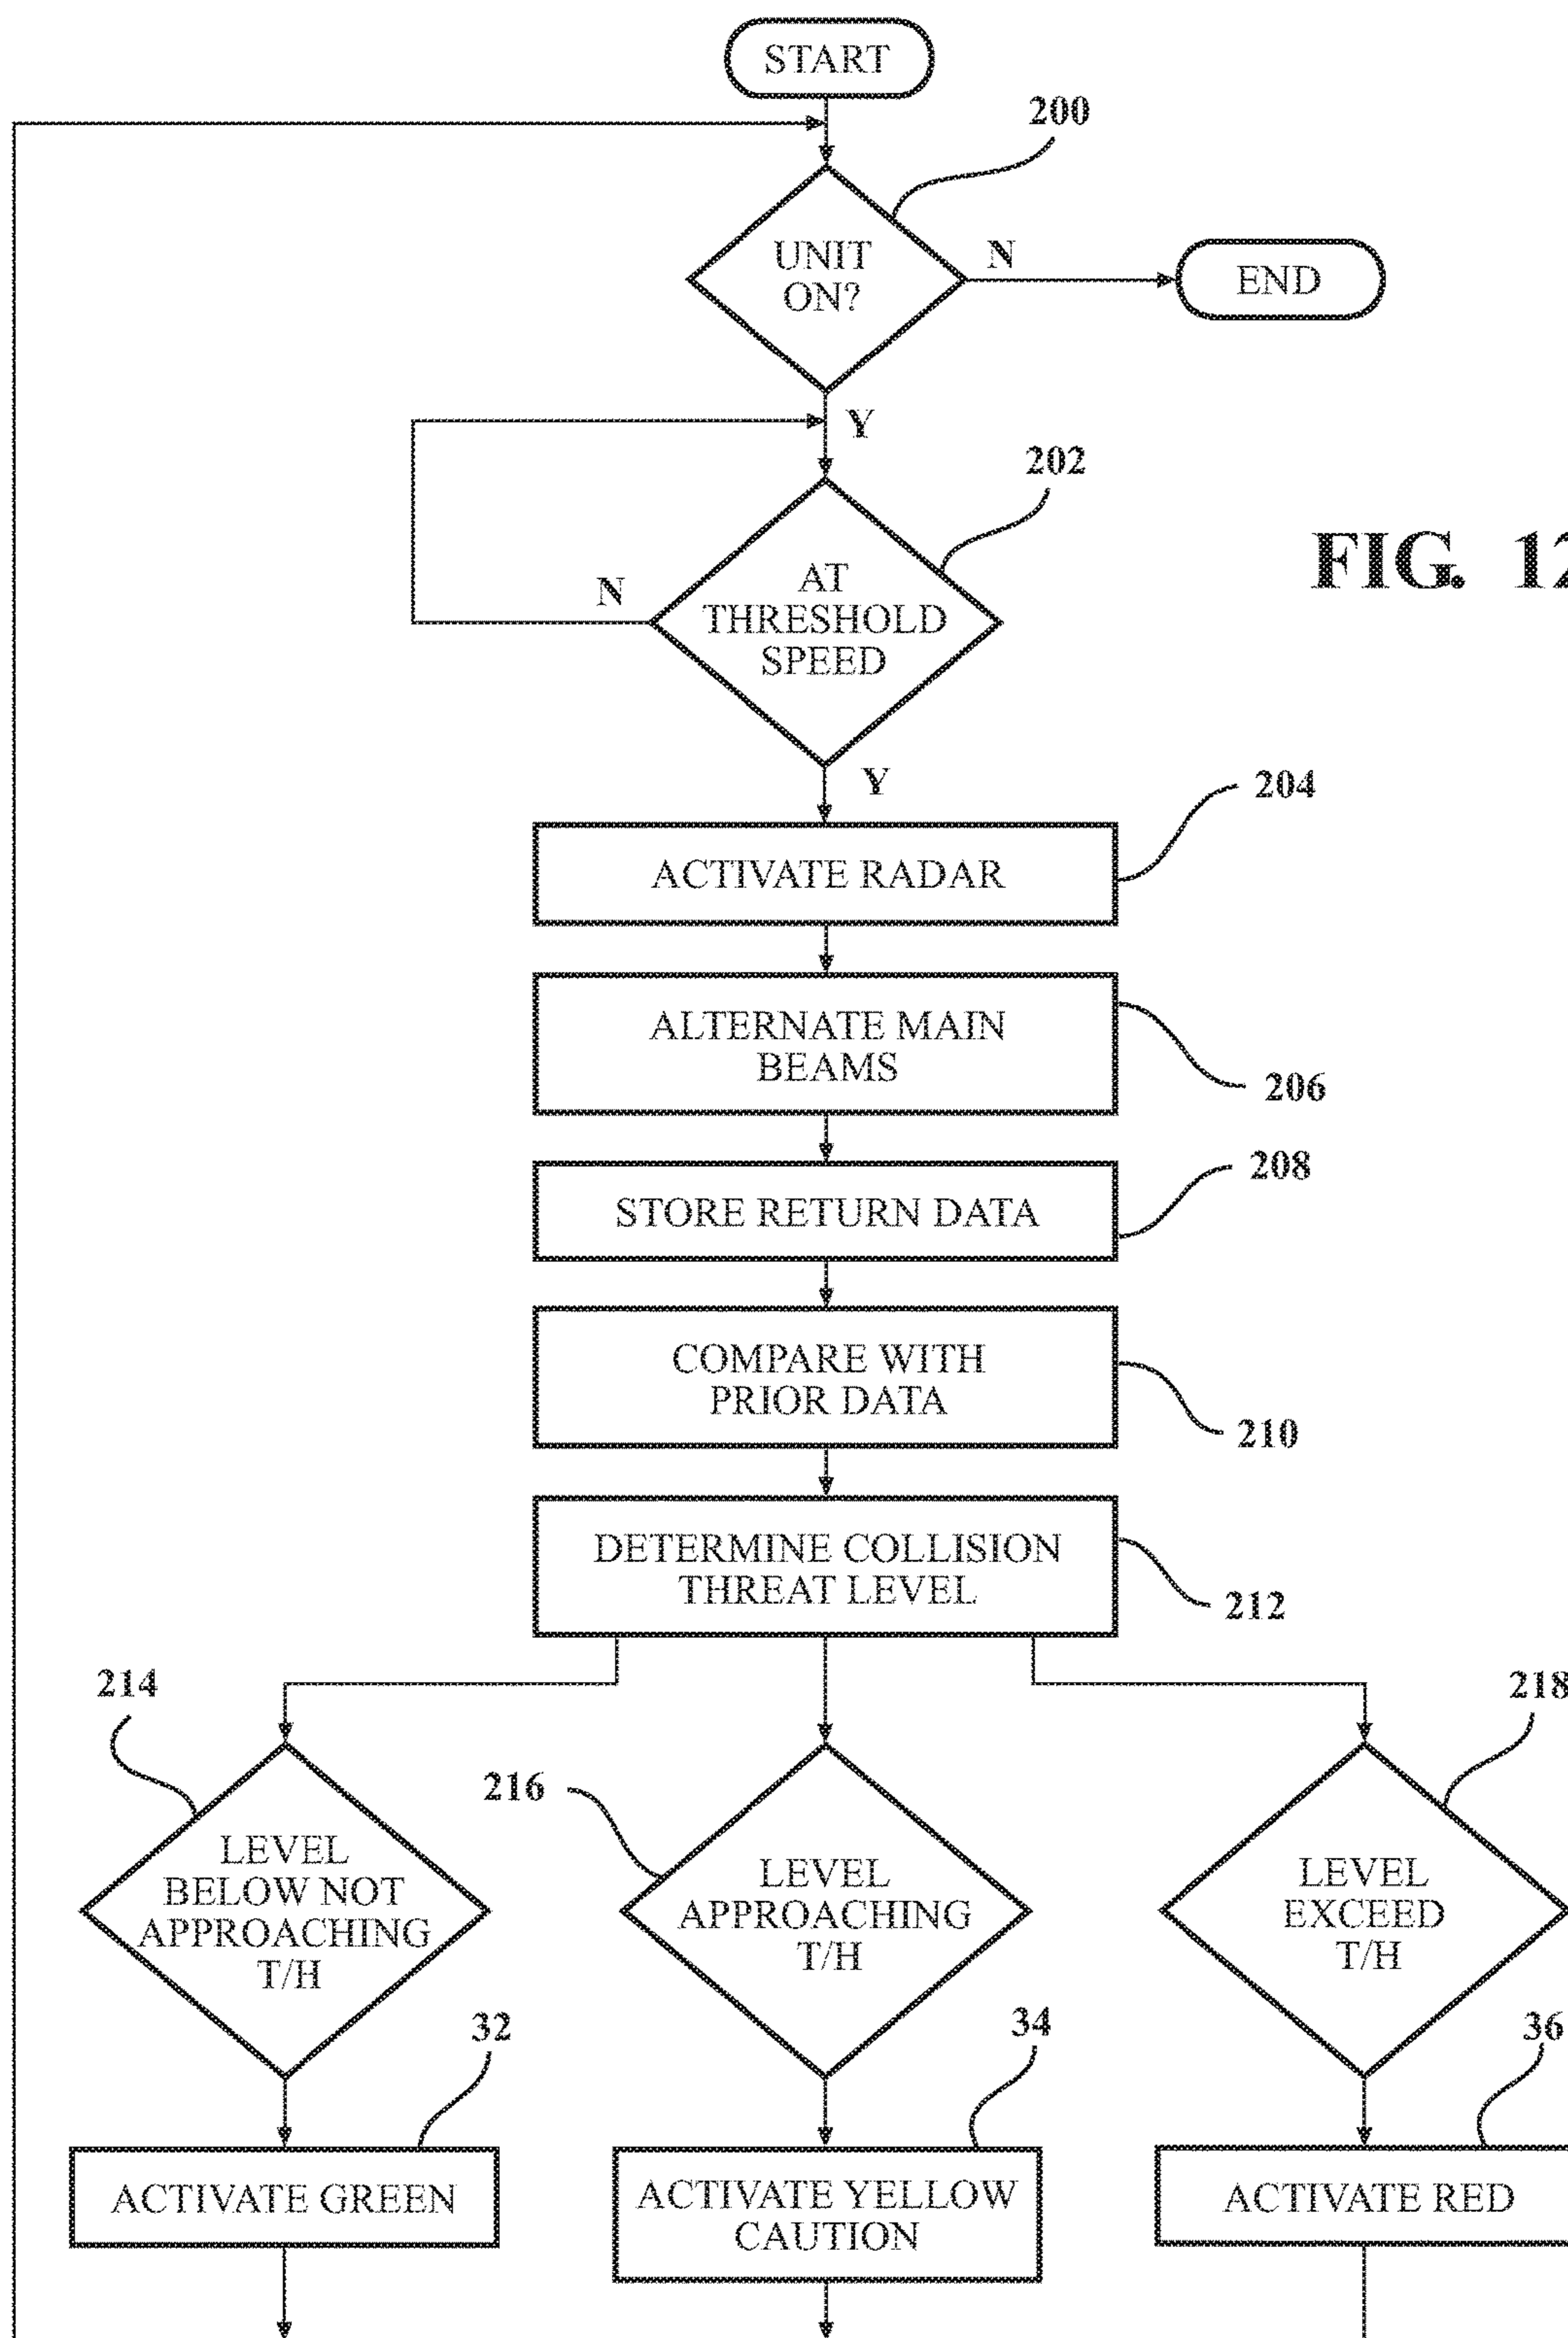 START
200
UNIT
ON?
N
END
Y
202
AT
THRESHOLD
SPEED
N
FIG. 12
Y
204
ACTIVATE RADAR
ALTERNATE MAIN
BEAMS
206
208
STORE RETURN DATA
COMPARE WITH
PRIOR DATA
210
DETERMINE COLLISION
THREAT LEVEL
212
214
216
218
LEVEL
BELOW NOT
APPROACHING
T/H
LEVEL
APPROACHING
T/H
LEVEL
EXCEED
T/H
32
34
36
ACTIVATE GREEN
ACTIVATE YELLOW
CAUTION
ACTIVATE RED